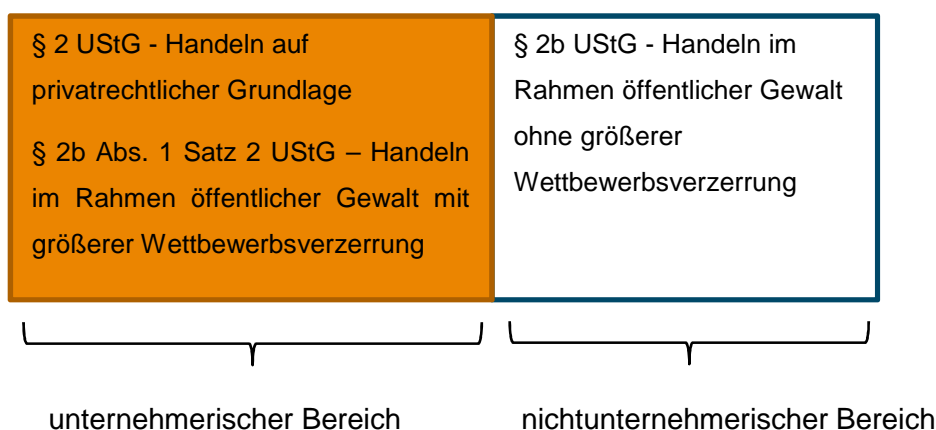 § 2 UStG - Handeln auf
privatrechtlicher Grundlage
§ 2b Abs. 1 Satz 2 UStG – Handeln
im Rahmen öffentlicher Gewalt mit
größerer Wettbewerbsverzerrung
§ 2b UStG - Handeln im
Rahmen öffentlicher Gewalt
ohne größerer
Wettbewerbsverzerrung
unternehmerischer Bereich
nichtunternehmerischer Bereich